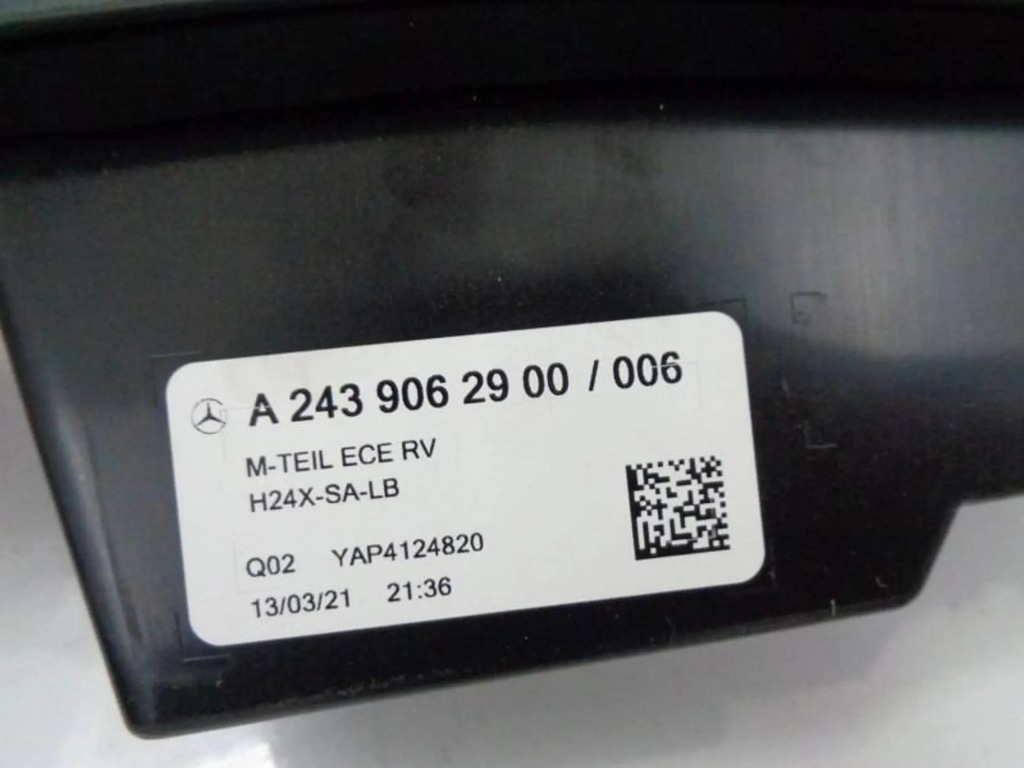 A 243 906 29 00 / 006
M-TEIL ECE RV
H24X-SA-LB
Q02 YAP4124820
13/03/21 21:36